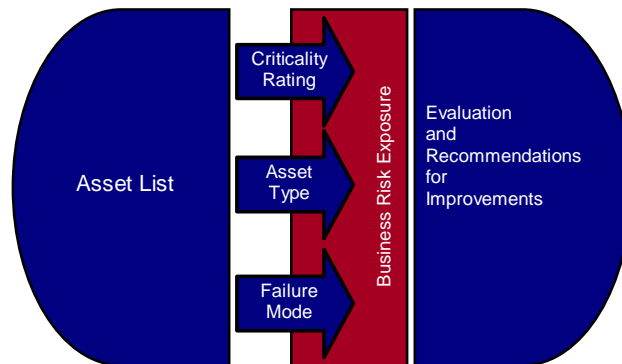 Asset List
Criticality
Rating
Asset
Type
Failure
Mode
Business Risk Exposure
Evaluation
and
Recommendations
for
Improvements